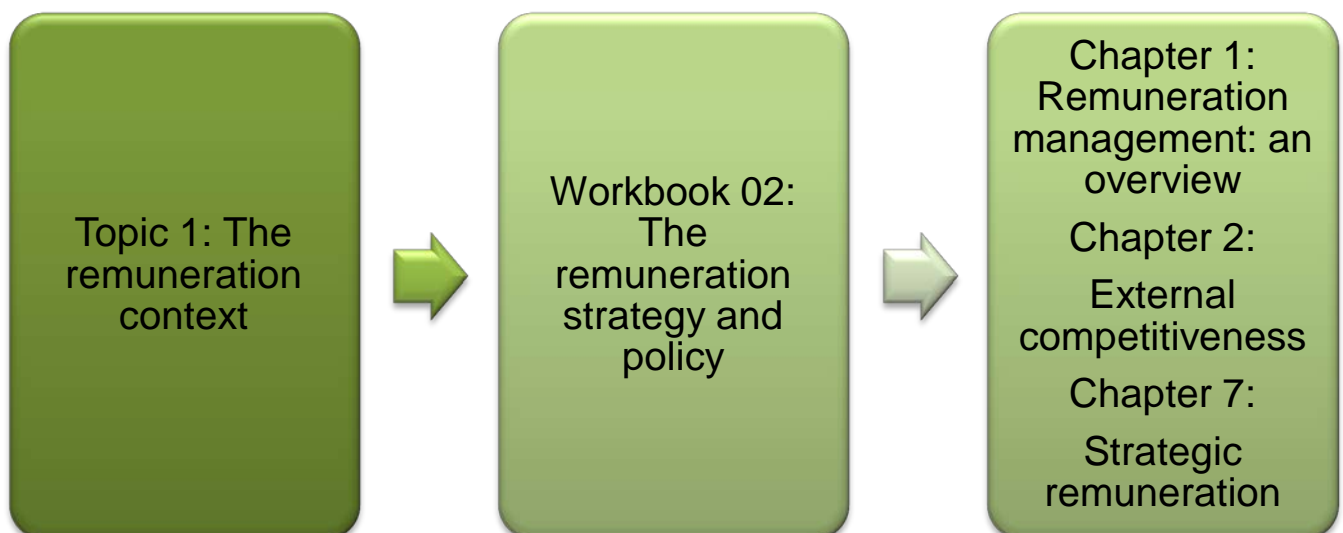 Topic 1: The
remuneration
context
Workbook 02:
The
remuneration
strategy and
policy
Chapter 1:
Remuneration
management: an
overview
Chapter 2:
External
competitiveness
Chapter 7:
Strategic
remuneration